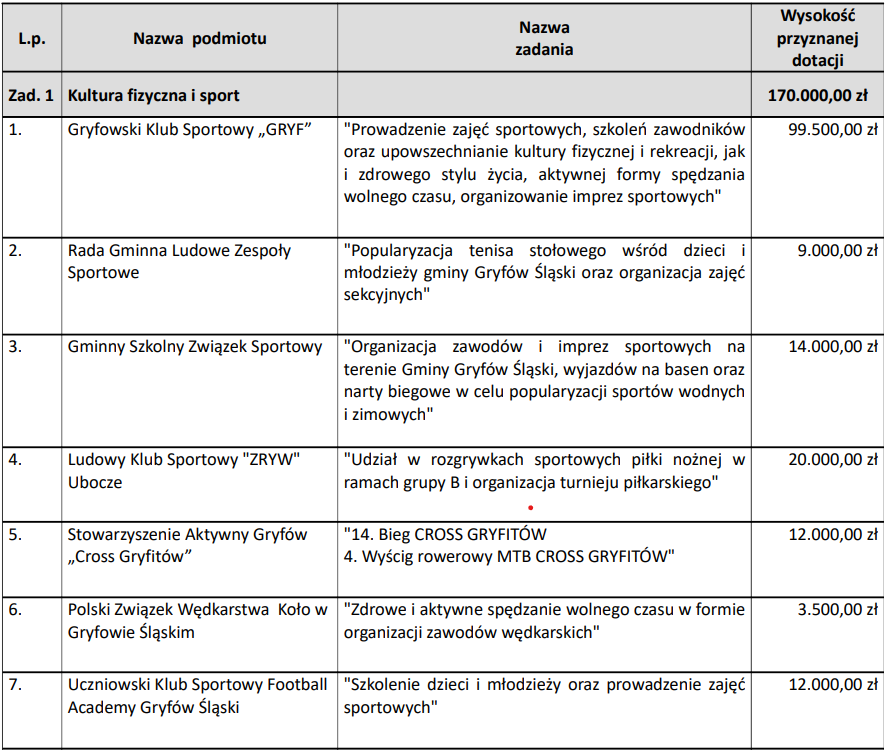 L.p.
Nazwa podmiotu
Nazwa
zadania
Wysokość
przyznanej
dotacji
Zad. 1 Kultura fizyczna i sport 170.000,00 zł
1. Gryfowski Klub Sportowy „GRYF” "Prowadzenie zajęć sportowych, szkoleń zawodników 99.500,00 zł
oraz upowszechnianie kultury fizycznej i rekreacji, jak
i zdrowego stylu życia, aktywnej formy spędzania
wolnego czasu, organizowanie imprez sportowych"
2. Rada Gminna Ludowe Zespoły "Popularyzacja tenisa stołowego wśród dzieci i 9.000,00 zł
Sportowe młodzieży gminy Gryfów Śląski oraz organizacja zajęć
sekcyjnych"
3. Gminny Szkolny Związek Sportowy "Organizacja zawodów i imprez sportowych na 14.000,00 zł
terenie Gminy Gryfów Śląski, wyjazdów na basen oraz
narty biegowe w celu popularyzacji sportów wodnych
i zimowych"
4. Ludowy Klub Sportowy "ZRYW" "Udział w rozgrywkach sportowych piłki nożnej w 20.000,00 zł
Ubocze ramach grupy B i organizacja turnieju piłkarskiego"
5. Stowarzyszenie Aktywny Gryfów "14. Bieg CROSS GRYFITÓW 12.000,00 zł
„Cross Gryfitów” 4. Wyścig rowerowy MTB CROSS GRYFITÓW"
6. Polski Związek Wędkarstwa Koło w "Zdrowe i aktywne spędzanie wolnego czasu w formie 3.500,00 zł
Gryfowie Śląskim organizacji zawodów wędkarskich"
7. Uczniowski Klub Sportowy Football "Szkolenie dzieci i młodzieży oraz prowadzenie zajęć 12.000,00 zł
Academy Gryfów Śląski sportowych"